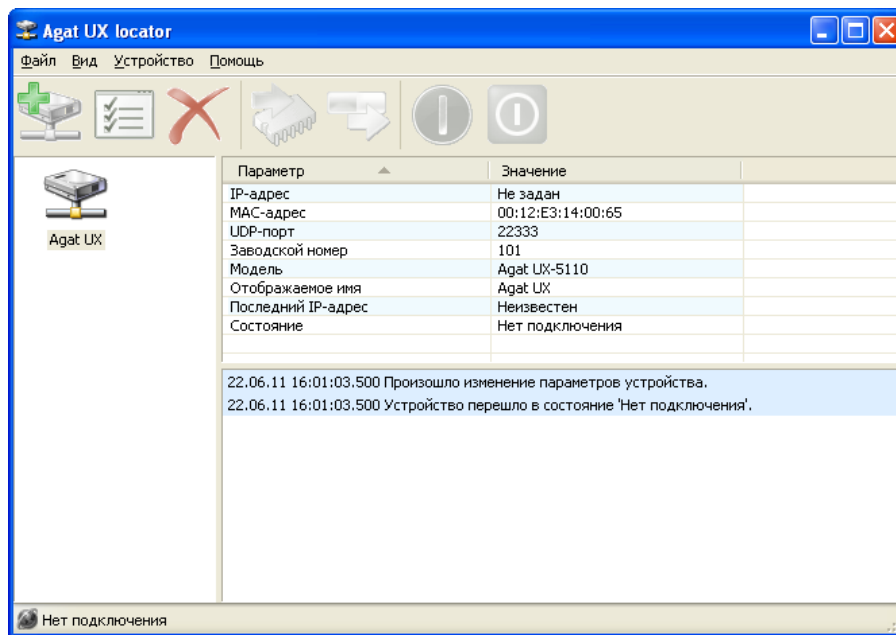 Agat UX locator
Файл Вид Устройство Помощь
Параметр Значение
IP-адрес Не задан
MAC-адрес 00:12:E3:14:00:65
UDP-порт 22333
Заводской номер 101
Модель Agat UX-5110
Отображаемое имя Agat UX
Последний IP-адрес Неизвестен
Состояние Нет подключения
Agat UX
22.06.11 16:01:03.500 Произошло изменение параметров устройства.
22.06.11 16:01:03.500 Устройство перешло в состояние 'Нет подключения'.
Нет подключения